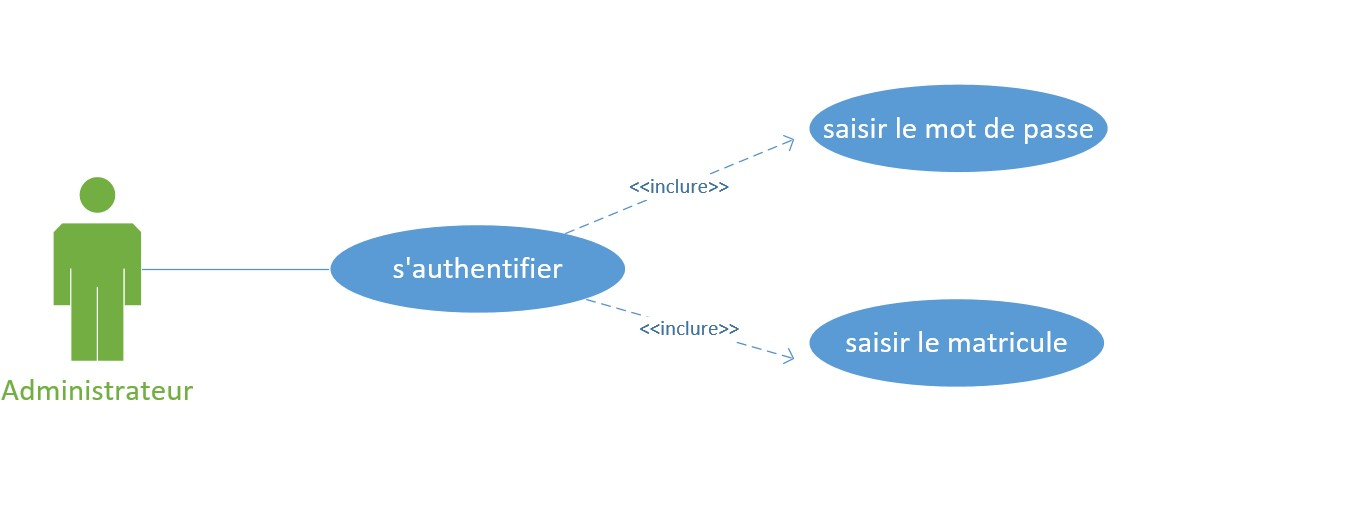 saisir le mot de passe
<<inclure>>
s'authentifier
<<inclure>>
saisir le matricule
Administrateur